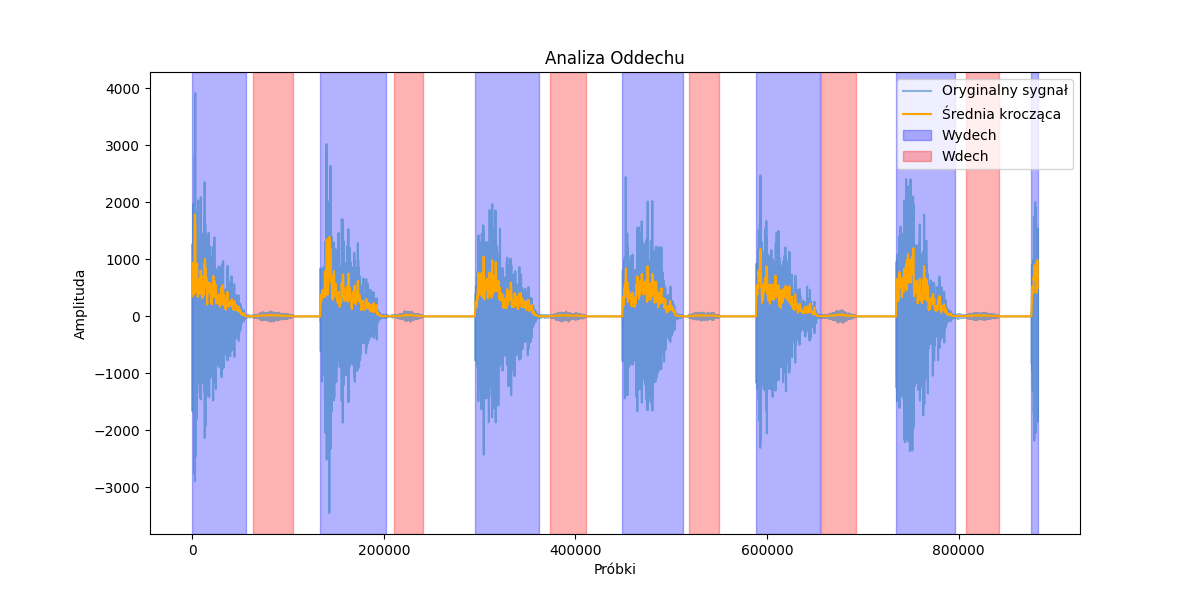 Analiza Oddechu
Amplituda
4000
3000
2000
1000
0
−1000
−2000
−3000
Oryginalny sygnał
Średnia krocząca
Wydech
Wdech
0
200000
400000
600000
800000
Próbki